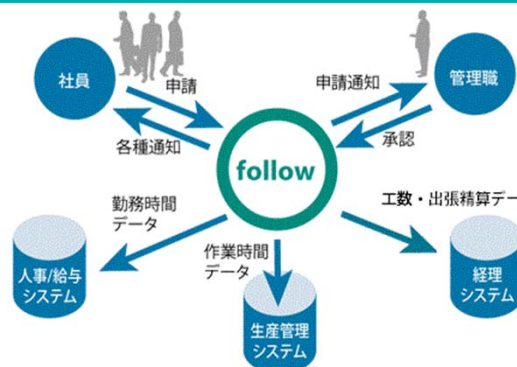 社員
申請
各種通知
申請通知
管理職
承認
follow
勤務時間
データ
工数・出張精算デー
作業時間
データ
人事/給与
システム
経理
システム
生産管理
システム